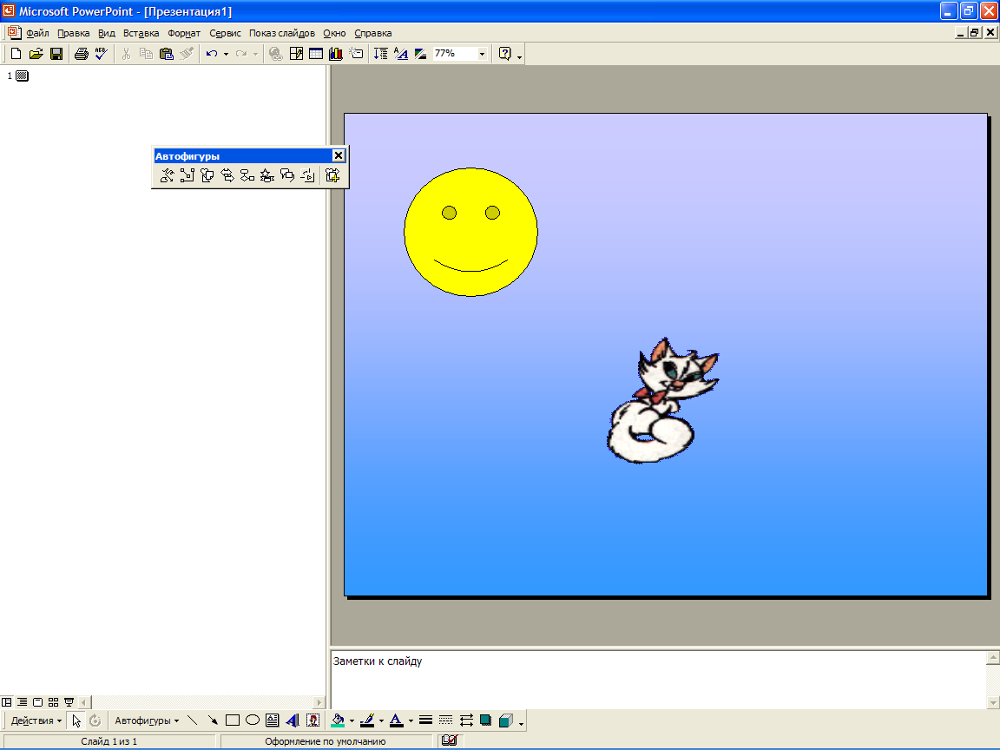 Microsoft PowerPoint - [Презентация1]
Файл Правка Вид Вставка Формат Сервис Показ слайдов Окно Справка
77%
1
Автофигуры
Заметки к слайду
Действия Автофигуры
Слайд 1 из 1 Оформление по умолчанию